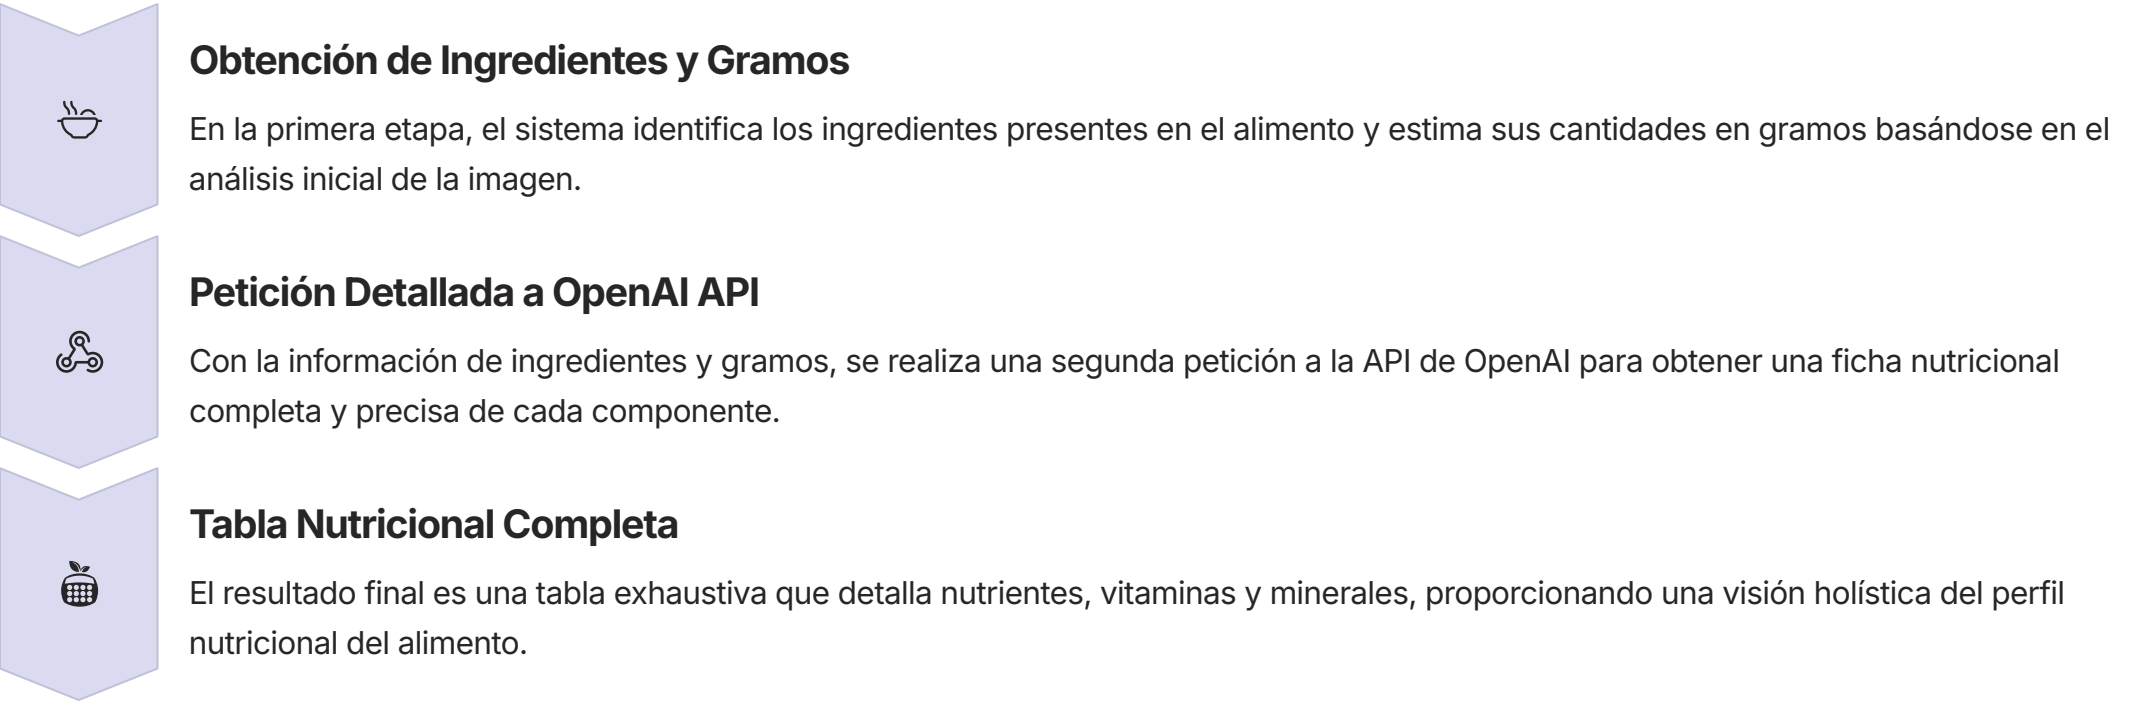 Obtención de Ingredientes y Gramos
En la primera etapa, el sistema identifica los ingredientes presentes en el alimento y estima sus cantidades en gramos basándose en el
análisis inicial de la imagen.
Petición Detallada a OpenAI API
Con la información de ingredientes y gramos, se realiza una segunda petición a la API de OpenAI para obtener una ficha nutricional
completa y precisa de cada componente.
Tabla Nutricional Completa
El resultado final es una tabla exhaustiva que detalla nutrientes, vitaminas y minerales, proporcionando una visión holística del perfil
nutricional del alimento.